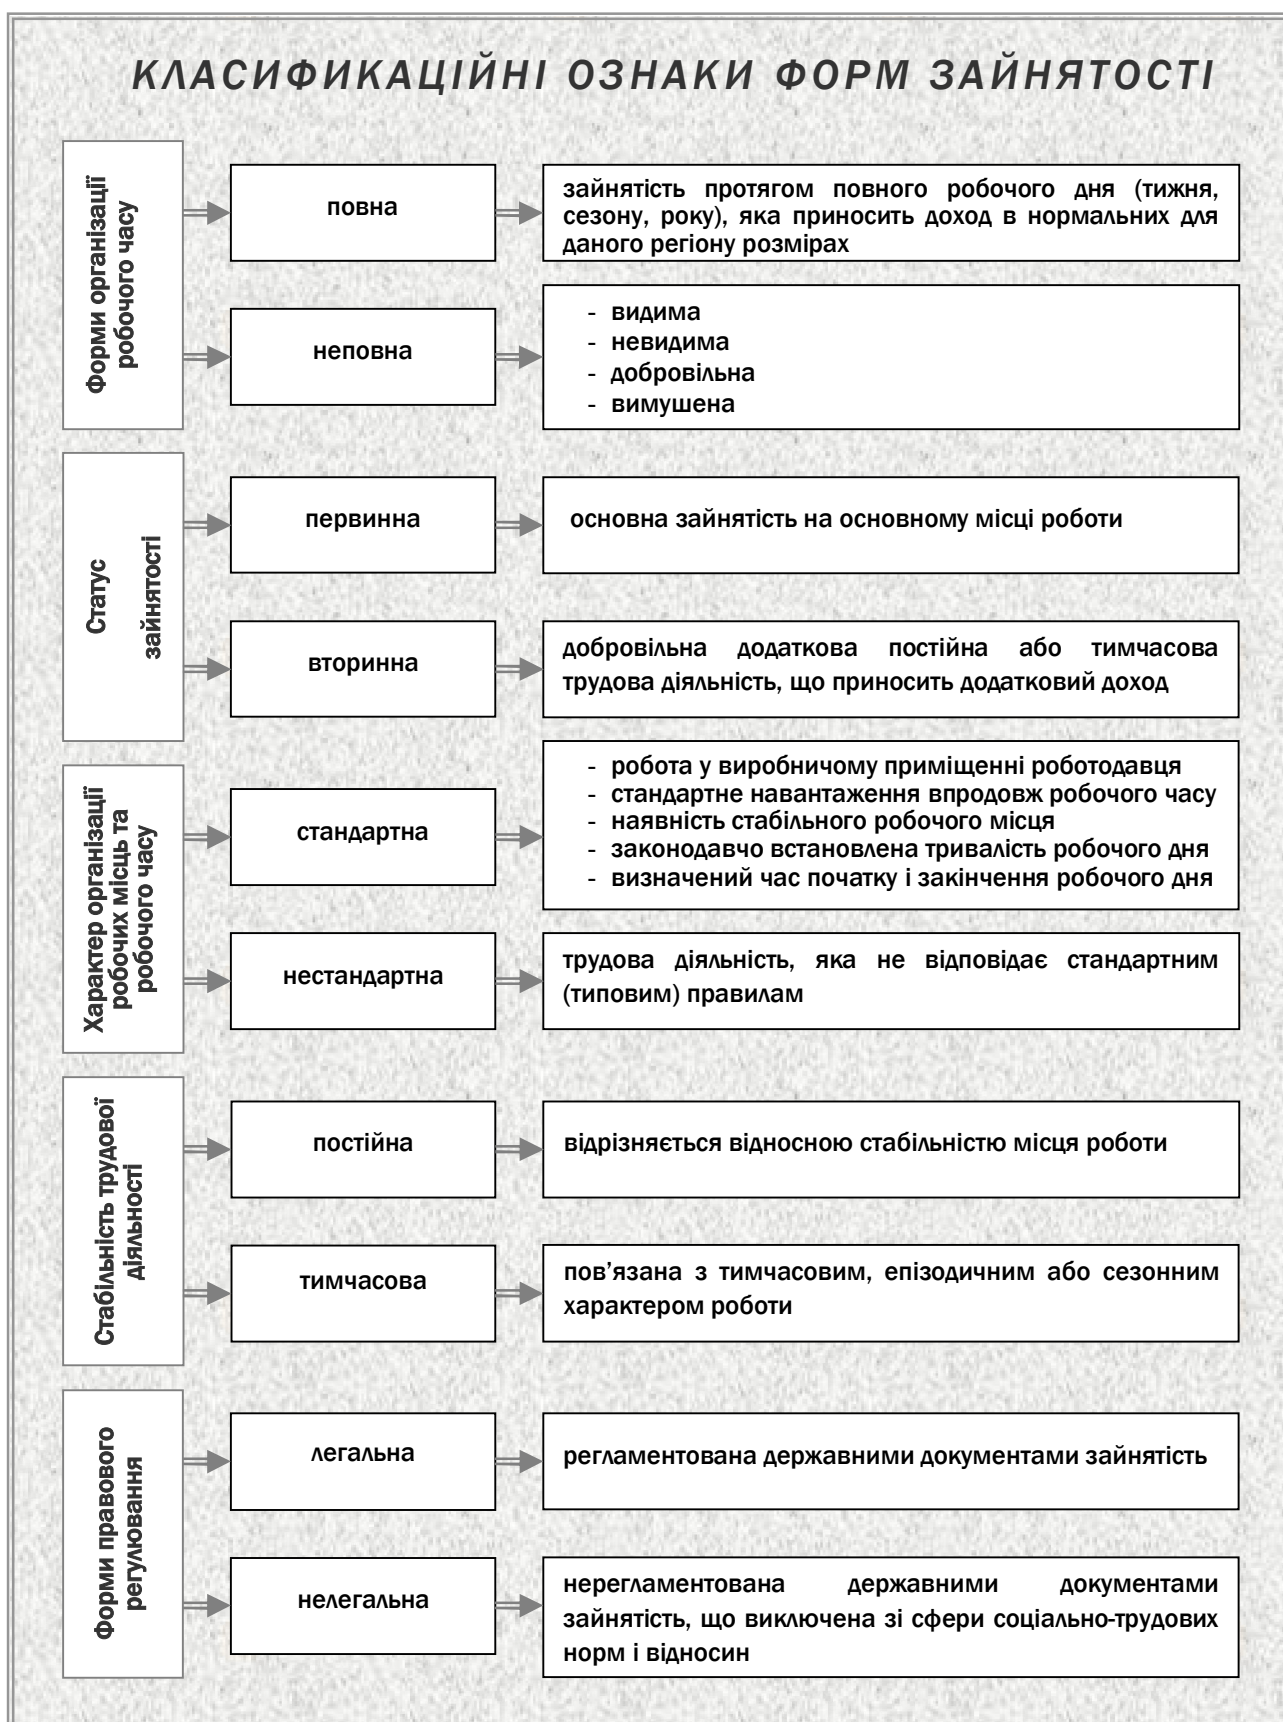 КЛАСИФИКАЦІЙНІ ОЗНАКИ ФОРМ ЗАЙНЯТОСТІ
Форми організації
робочого часу
повна
зайнятість протягом повного робочого дня (тижня,
сезону, року), яка приносить доход в нормальних для
даного регіону розмірах
неповна
- видима
- невидима
- добровільна
- вимушена
Статус
зайнятості
первинна
основна зайнятість на основному місці роботи
вторинна
добровільна додаткова постійна або тимчасова
трудова діяльність, що приносить додатковий доход
Характер організації
робочих місць та
робочого часу
стандартна
- робота у виробничому приміщенні роботодавця
- стандартне навантаження впродовж робочого часу
- наявність стабільного робочого місця
- законодавчо встановлена тривалість робочого дня
- визначений час початку і закінчення робочого дня
нестандартна
трудова діяльність, яка не відповідає стандартним
(типовим) правилам
Стабільність трудової
діяльності
постійна
відрізняється відносною стабільністю місця роботи
тимчасова
пов’язана з тимчасовим, епізодичним або сезонним
характером роботи
Форми правового
регулювання
легальна
регламентована державними документами зайнятість
нелегальна
нерегламентована державними документами
зайнятість, що виключена зі сфери соціально-трудових
норм і відносин